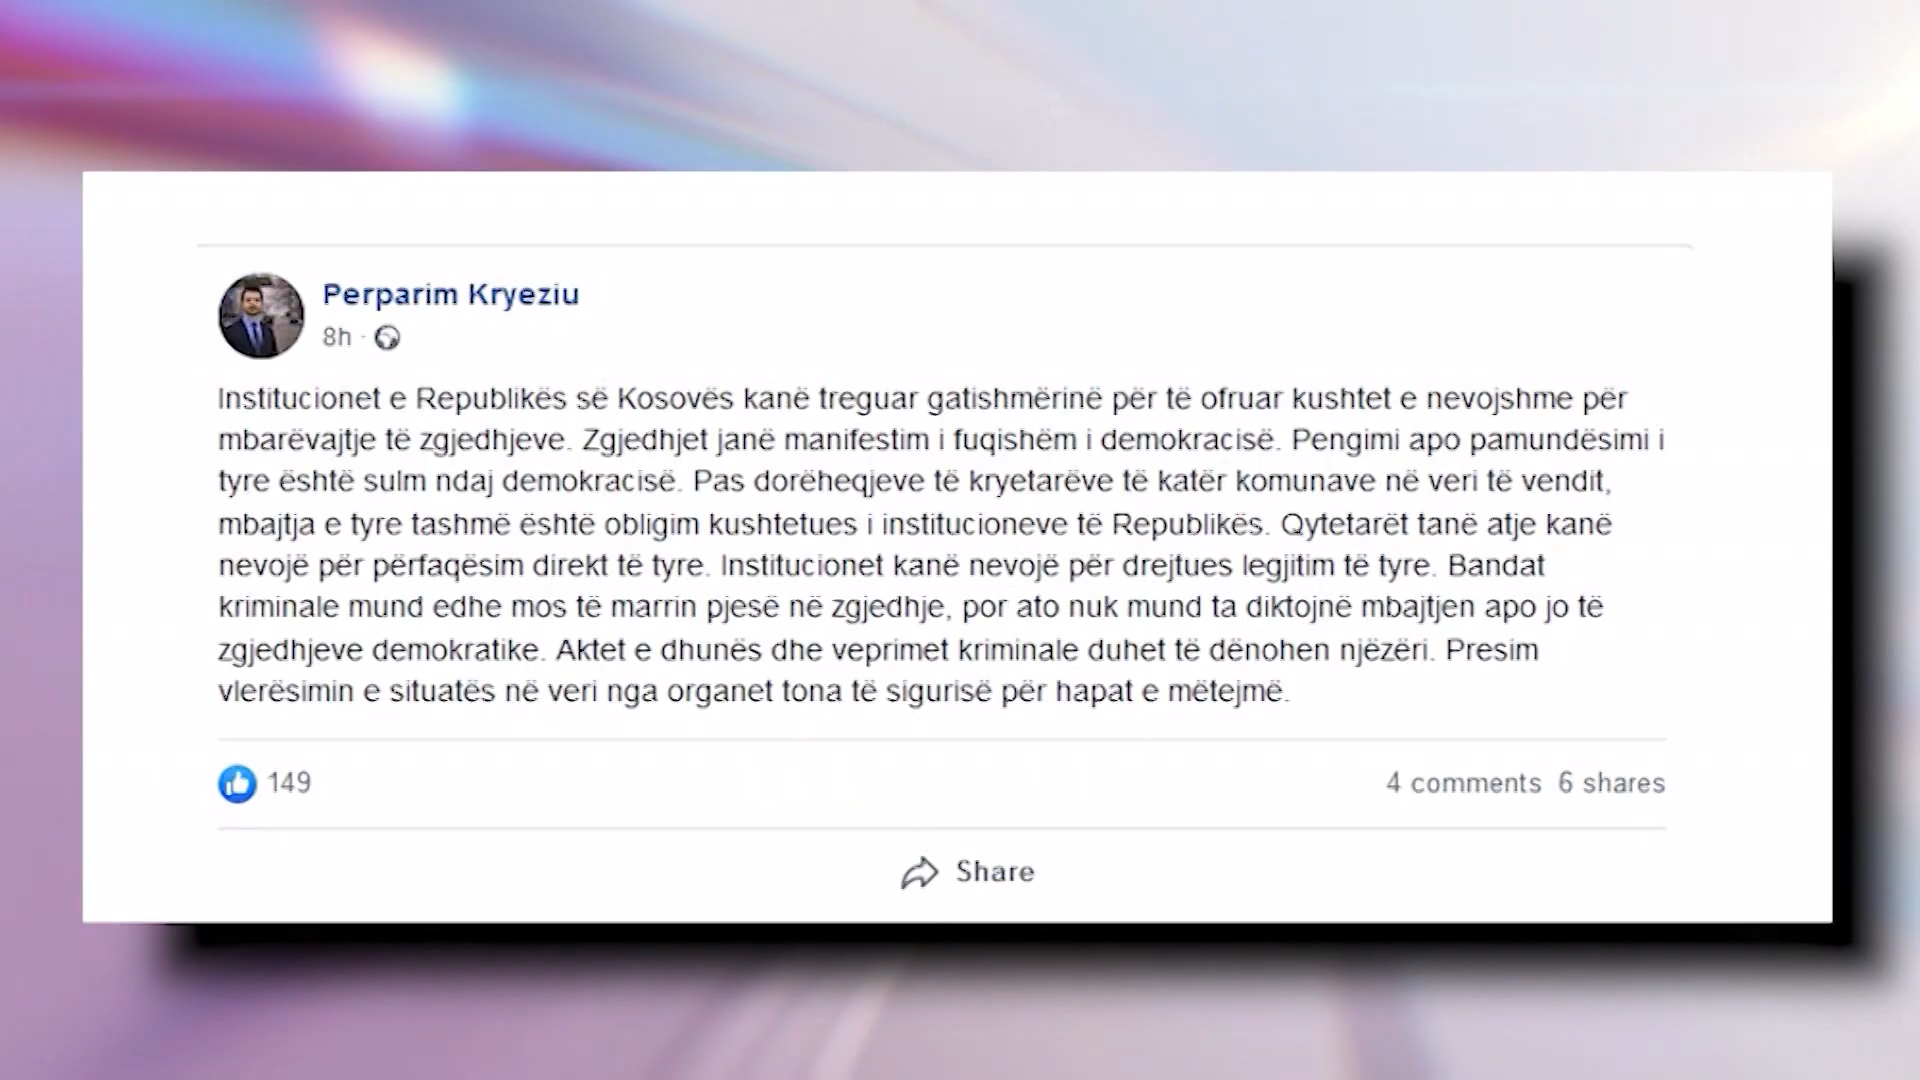 Perparim Kryeziu
8h ·
Institucionet e Republikës së Kosovës kanë treguar gatishmërinë për të ofruar kushtet e nevojshme për
mbarëvajtje të zgjedhjeve. Zgjedhjet janë manifestim i fuqishëm i demokracisë. Pengimi apo pamundësimi i
tyre është sulm ndaj demokracisë. Pas dorëheqjeve të kryetarëve të katër komunave në veri të vendit,
mbajtja e tyre tashmë është obligim kushtetues i institucioneve të Republikës. Qytetarët tanë atje kanë
nevojë për përfaqësim direkt të tyre. Institucionet kanë nevojë për drejtues legjitim të tyre. Bandat
kriminale mund edhe mos të marrin pjesë në zgjedhje, por ato nuk mund ta diktojnë mbajtjen apo jo të
zgjedhjeve demokratike. Aktet e dhunës dhe veprimet kriminale duhet të dënohen njëzëri. Presim
vlerësimin e situatës në veri nga organet tona të sigurisë për hapat e mëtejmë.
149
4 comments 6 shares
Share